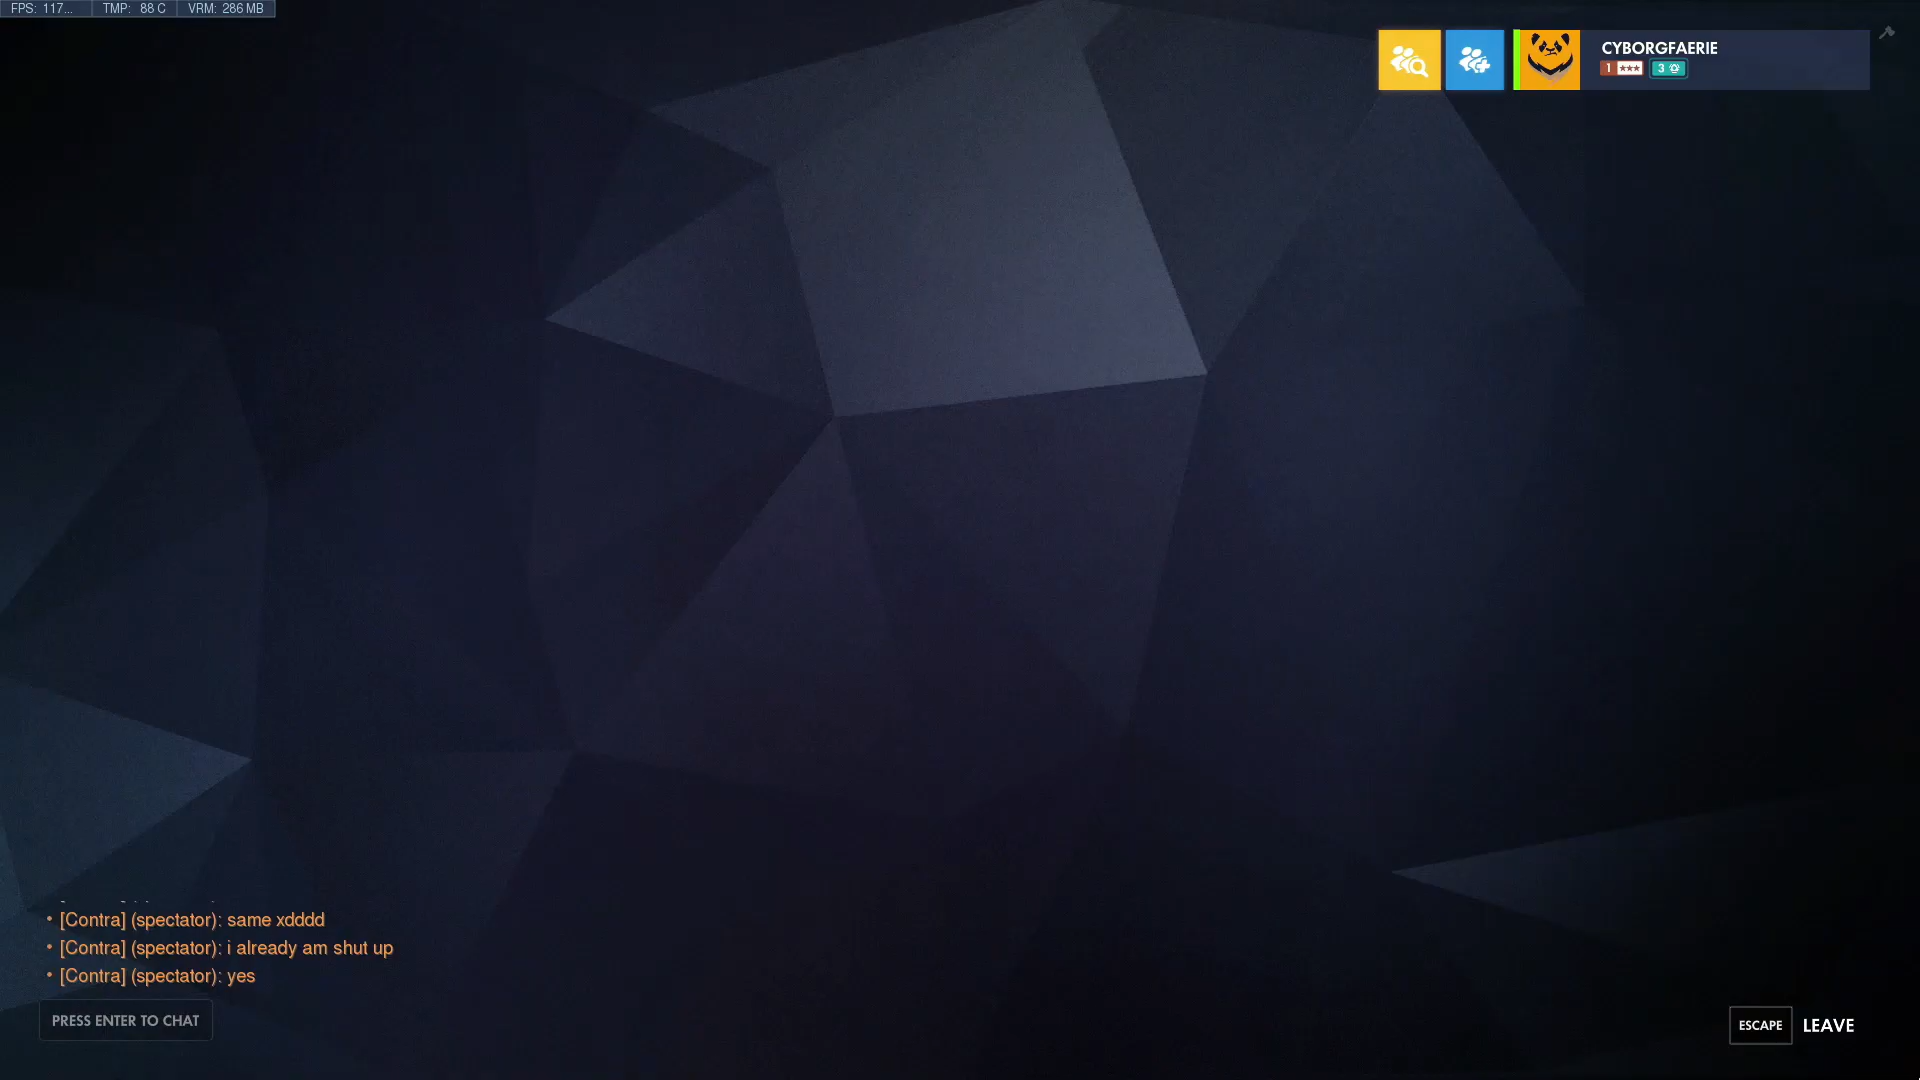 FPS: 117... TMP: 88 C VRM: 286 MB
CYBORGFAERIE
1 ★★★ 3
• [Contra] (spectator): same xdddd
• [Contra] (spectator): i already am shut up
• [Contra] (spectator): yes
PRESS ENTER TO CHAT
ESCAPE LEAVE